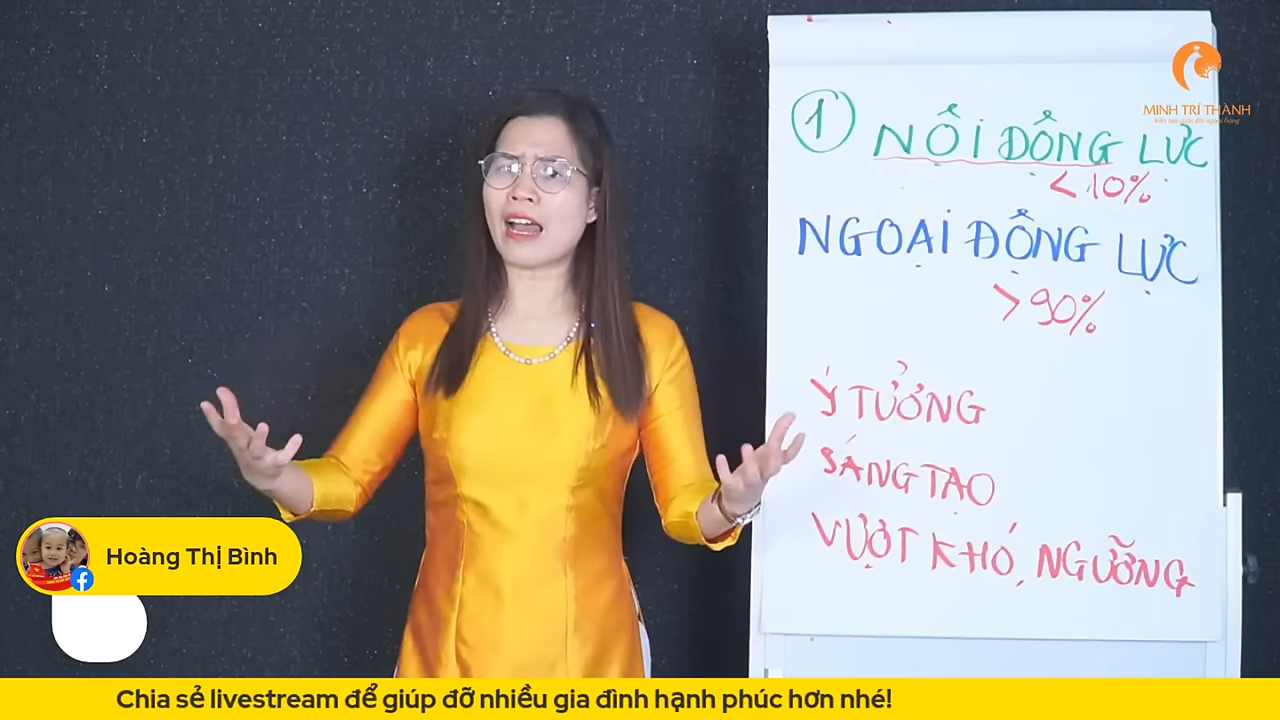 MINH TRÍ THÀNH
1 NỘI ĐỘNG LỰC
< 10%
NGOẠI ĐỘNG LỰC
> 90%
Ý TƯỞNG
SÁNG TẠO
VƯỢT KHÓ, NGƯỠNG
Hoàng Thị Bình
Chia sẻ livestream để giúp đỡ nhiều gia đình hạnh phúc hơn nhé!